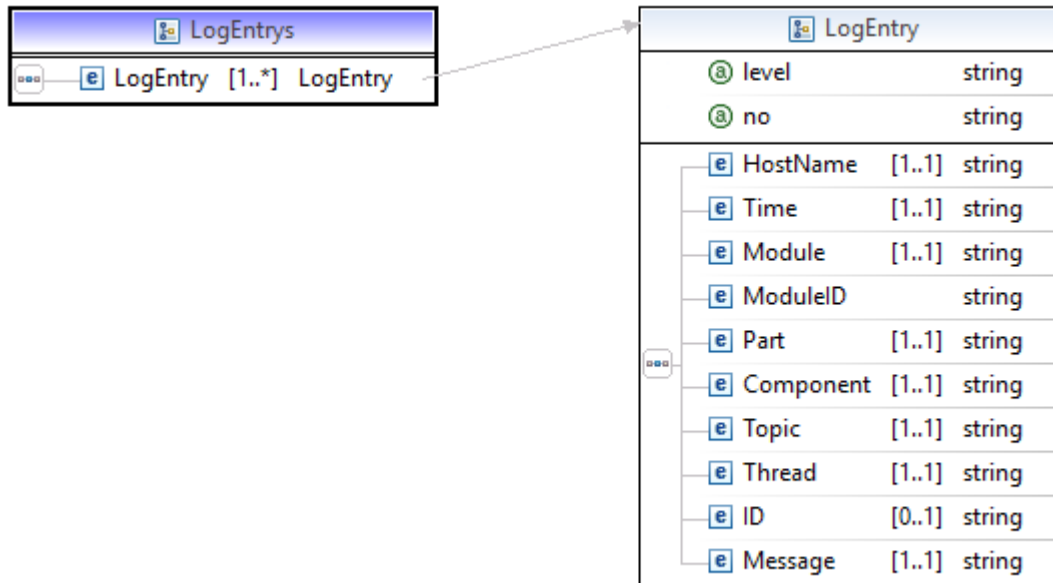 LogEntrys
LogEntry [1..*] LogEntry
LogEntry
level string
no string
HostName [1..1] string
Time [1..1] string
Module [1..1] string
ModuleID string
Part [1..1] string
Component [1..1] string
Topic [1..1] string
Thread [1..1] string
ID [0..1] string
Message [1..1] string